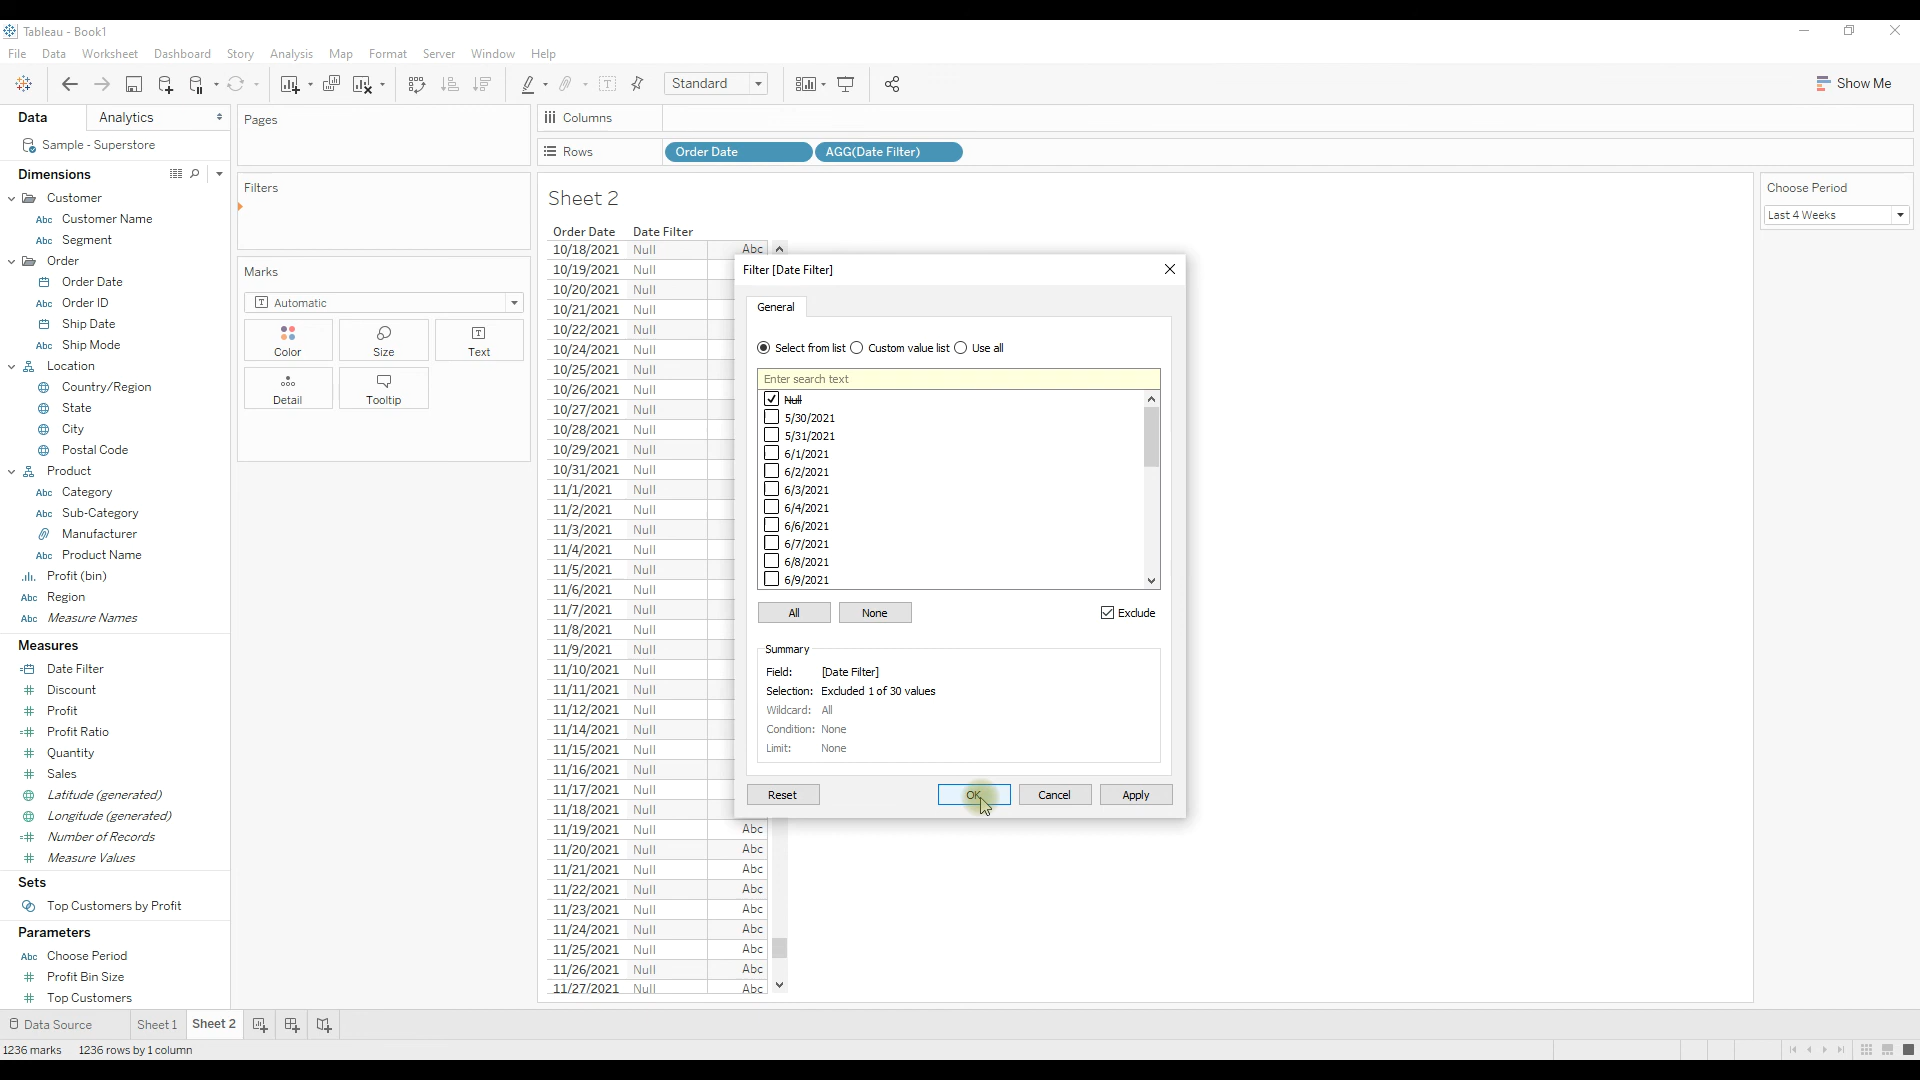 Tableau - Book1
File Data Worksheet Dashboard Story Analysis Map Format Server Window Help
Standard
Show Me
Data
Analytics
Sample - Superstore
Dimensions
Customer
Abc Customer Name
Abc Segment
Order
Order Date
Abc Order ID
Ship Date
Abc Ship Mode
Location
Country/Region
State
City
Postal Code
Product
Abc Category
Abc Sub-Category
Manufacturer
Abc Product Name
Profit (bin)
Abc Region
Abc Measure Names
Measures
Date Filter
# Discount
# Profit
=# Profit Ratio
# Quantity
# Sales
Latitude (generated)
Longitude (generated)
=# Number of Records
# Measure Values
Sets
Top Customers by Profit
Parameters
Abc Choose Period
# Profit Bin Size
# Top Customers
Pages
Filters
Marks
Automatic
Color
Size
Text
Detail
Tooltip
Columns
Rows
Order Date
AGG(Date Filter)
Sheet 2
Order Date Date Filter
10/18/2021 Null Abc
10/19/2021 Null
10/20/2021 Null
10/21/2021 Null
10/22/2021 Null
10/24/2021 Null
10/25/2021 Null
10/26/2021 Null
10/27/2021 Null
10/28/2021 Null
10/29/2021 Null
10/31/2021 Null
11/1/2021 Null
11/2/2021 Null
11/3/2021 Null
11/4/2021 Null
11/5/2021 Null
11/6/2021 Null
11/7/2021 Null
11/8/2021 Null
11/9/2021 Null
11/10/2021 Null
11/11/2021 Null
11/12/2021 Null
11/14/2021 Null
11/15/2021 Null
11/16/2021 Null
11/17/2021 Null
11/18/2021 Null
11/19/2021 Null Abc
11/20/2021 Null Abc
11/21/2021 Null Abc
11/22/2021 Null Abc
11/23/2021 Null Abc
11/24/2021 Null Abc
11/25/2021 Null Abc
11/26/2021 Null Abc
11/27/2021 Null Abc
Filter [Date Filter]
General
Select from list Custom value list Use all
Enter search text
Null
5/30/2021
5/31/2021
6/1/2021
6/2/2021
6/3/2021
6/4/2021
6/6/2021
6/7/2021
6/8/2021
6/9/2021
All None Exclude
Summary
Field: [Date Filter]
Selection: Excluded 1 of 30 values
Wildcard: All
Condition: None
Limit: None
Reset OK Cancel Apply
Choose Period
Last 4 Weeks
Data Source Sheet 1 Sheet 2
1236 marks 1236 rows by 1 column